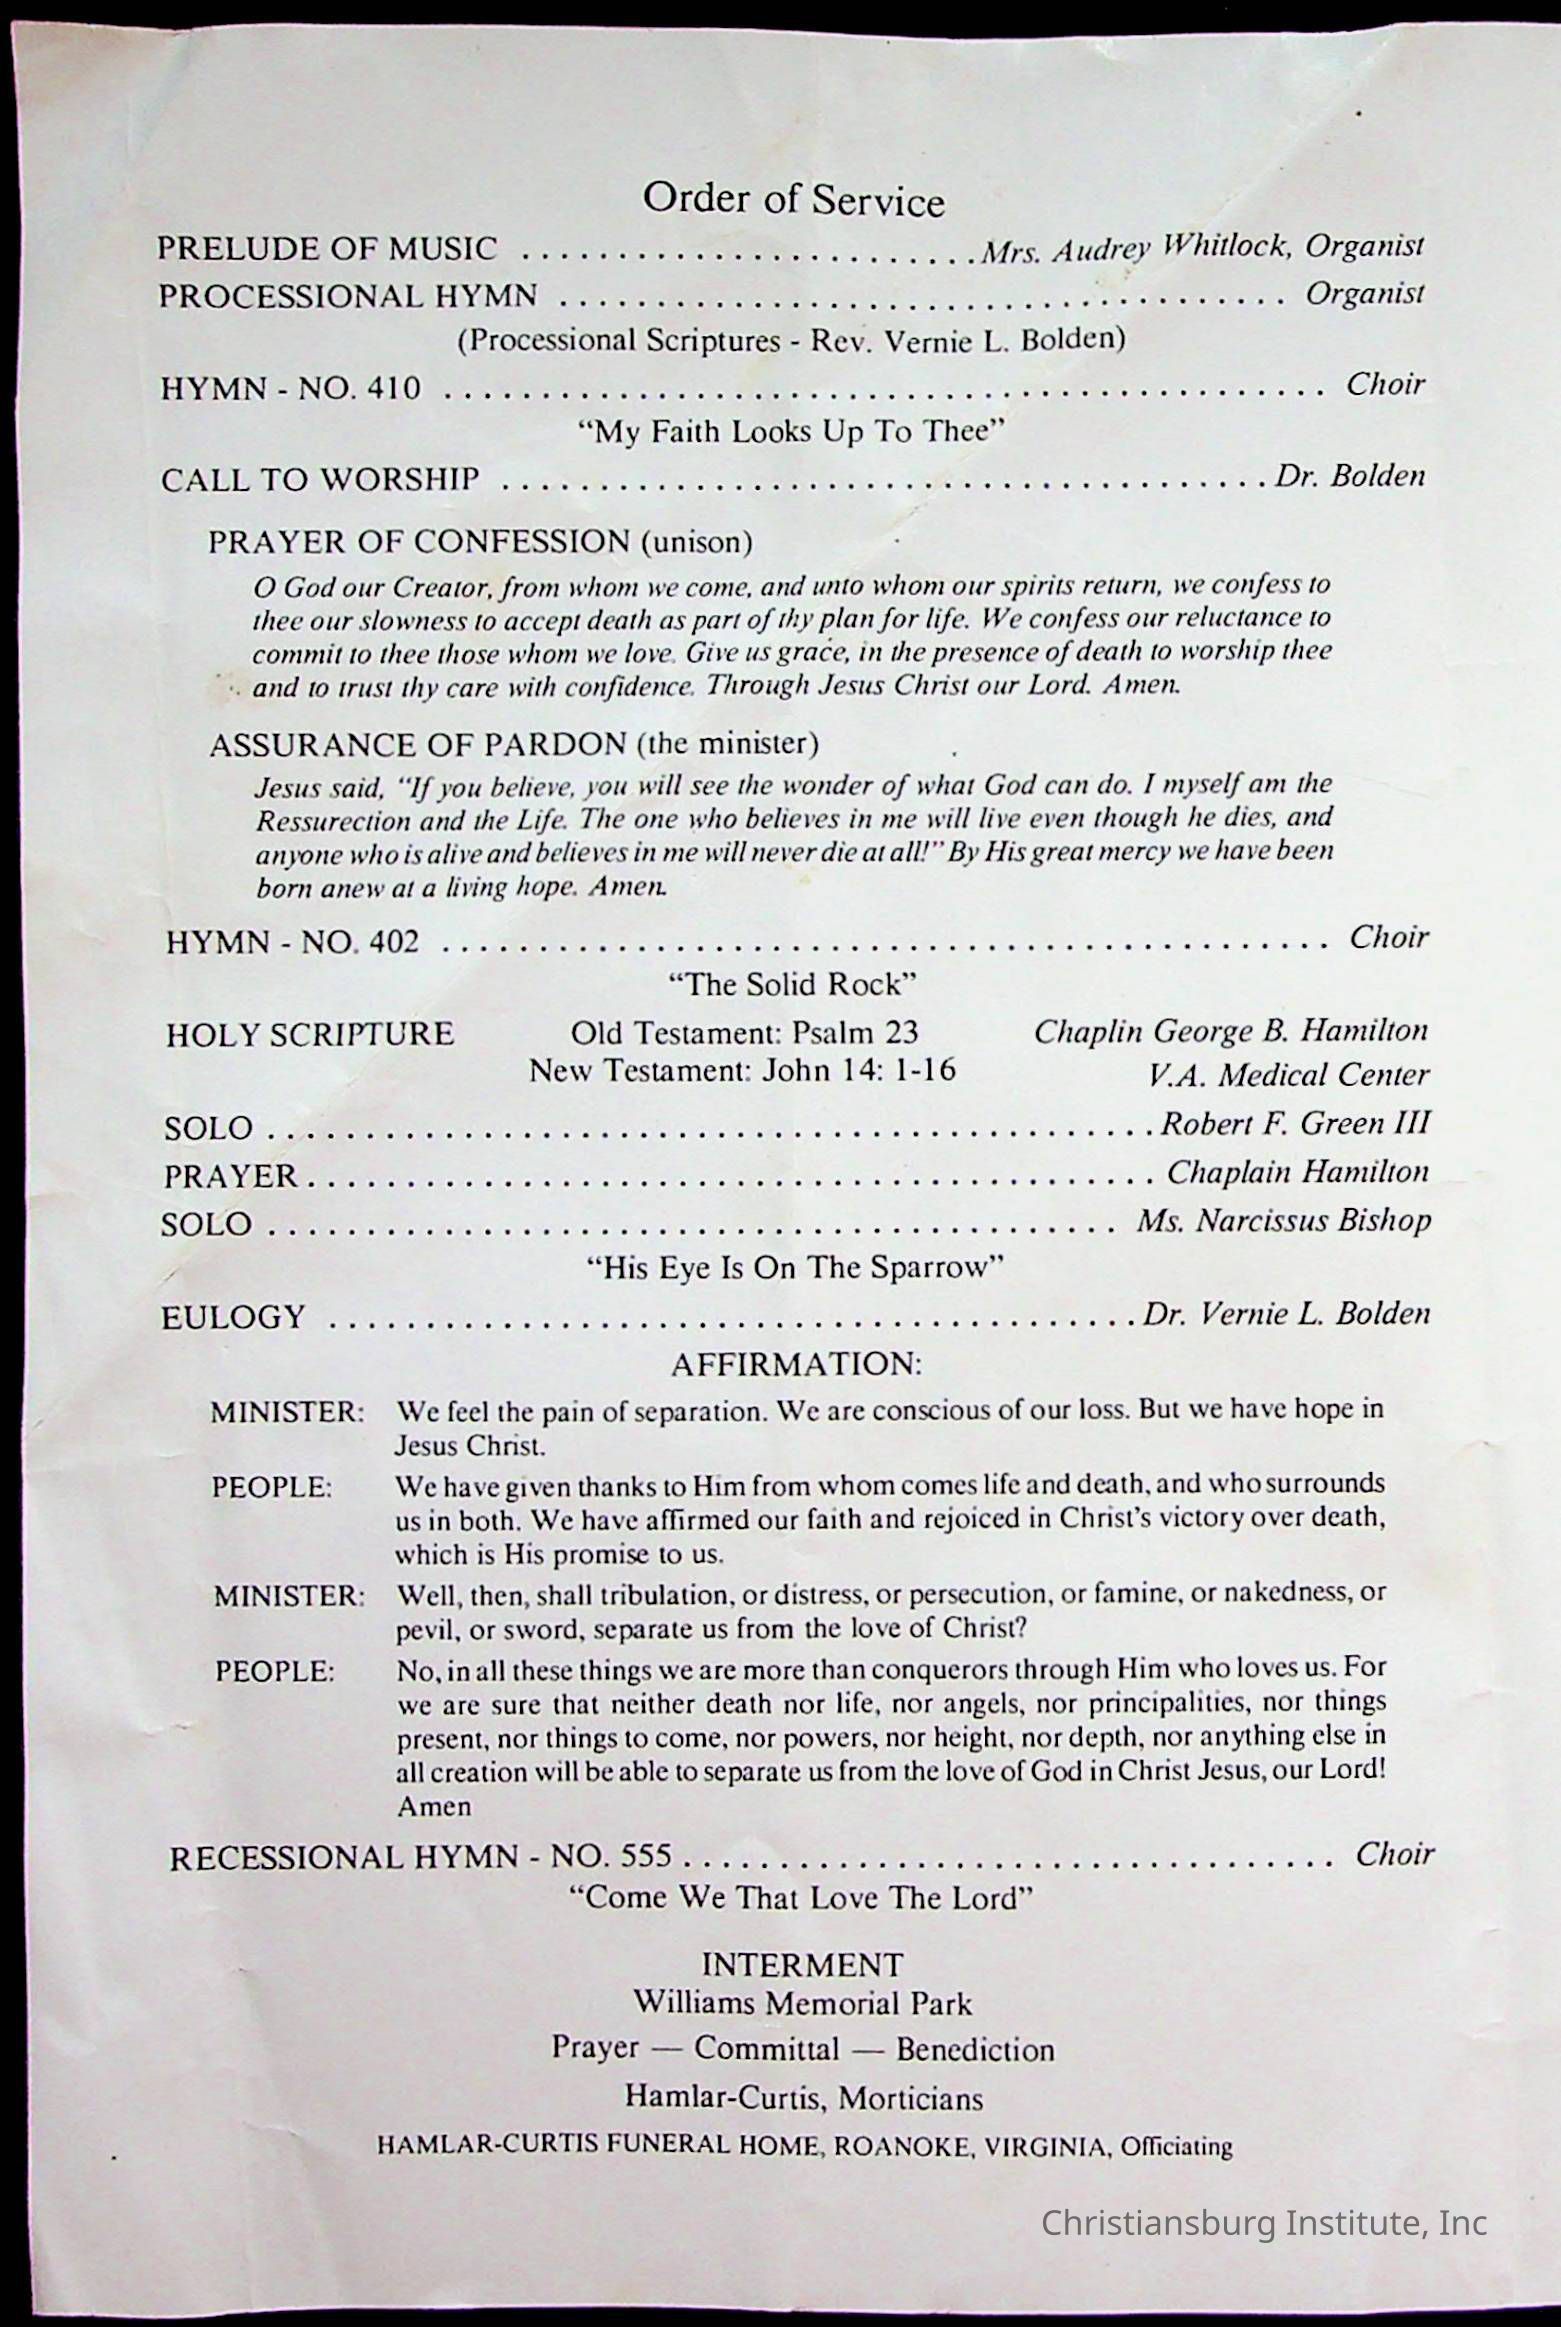 Order of Service
PRELUDE OF MUSIC ........................Mrs. Audrey Whitlock, Organist
PROCESSIONAL HYMN ...................................... Organist
(Processional Scriptures - Rev. Vernie L. Bolden)
HYMN - NO. 410 .............................................. Choir
“My Faith Looks Up To Thee”
CALL TO WORSHIP ........................................Dr. Bolden
PRAYER OF CONFESSION (unison)
O God our Creator, from whom we come, and unto whom our spirits return, we confess to
thee our slowness to accept death as part of thy plan for life. We confess our reluctance to
commit to thee those whom we love. Give us grace, in the presence of death to worship thee
and to trust thy care with confidence. Through Jesus Christ our Lord. Amen.
ASSURANCE OF PARDON (the minister)
Jesus said, “If you believe, you will see the wonder of what God can do. I myself am the
Ressurection and the Life. The one who believes in me will live even though he dies, and
anyone who is alive and believes in me will never die at all!” By His great mercy we have been
born anew at a living hope. Amen.
HYMN - NO. 402 .............................................. Choir
“The Solid Rock”
HOLY SCRIPTURE Old Testament: Psalm 23 Chaplin George B. Hamilton
New Testament: John 14: 1-16 V.A. Medical Center
SOLO ..............................................Robert F. Green III
PRAYER............................................ Chaplain Hamilton
SOLO ............................................ Ms. Narcissus Bishop
“His Eye Is On The Sparrow”
EULOGY ..........................................Dr. Vernie L. Bolden
AFFIRMATION:
MINISTER: We feel the pain of separation. We are conscious of our loss. But we have hope in
Jesus Christ.
PEOPLE: We have given thanks to Him from whom comes life and death, and who surrounds
us in both. We have affirmed our faith and rejoiced in Christ’s victory over death,
which is His promise to us.
MINISTER: Well, then, shall tribulation, or distress, or persecution, or famine, or nakedness, or
pevil, or sword, separate us from the love of Christ?
PEOPLE: No, in all these things we are more than conquerors through Him who loves us. For
we are sure that neither death nor life, nor angels, nor principalities, nor things
present, nor things to come, nor powers, nor height, nor depth, nor anything else in
all creation will be able to separate us from the love of God in Christ Jesus, our Lord!
Amen
RECESSIONAL HYMN - NO. 555 .................................. Choir
“Come We That Love The Lord”
INTERMENT
Williams Memorial Park
Prayer — Committal — Benediction
Hamlar-Curtis, Morticians
HAMLAR-CURTIS FUNERAL HOME, ROANOKE, VIRGINIA, Officiating
Christiansburg Institute, Inc